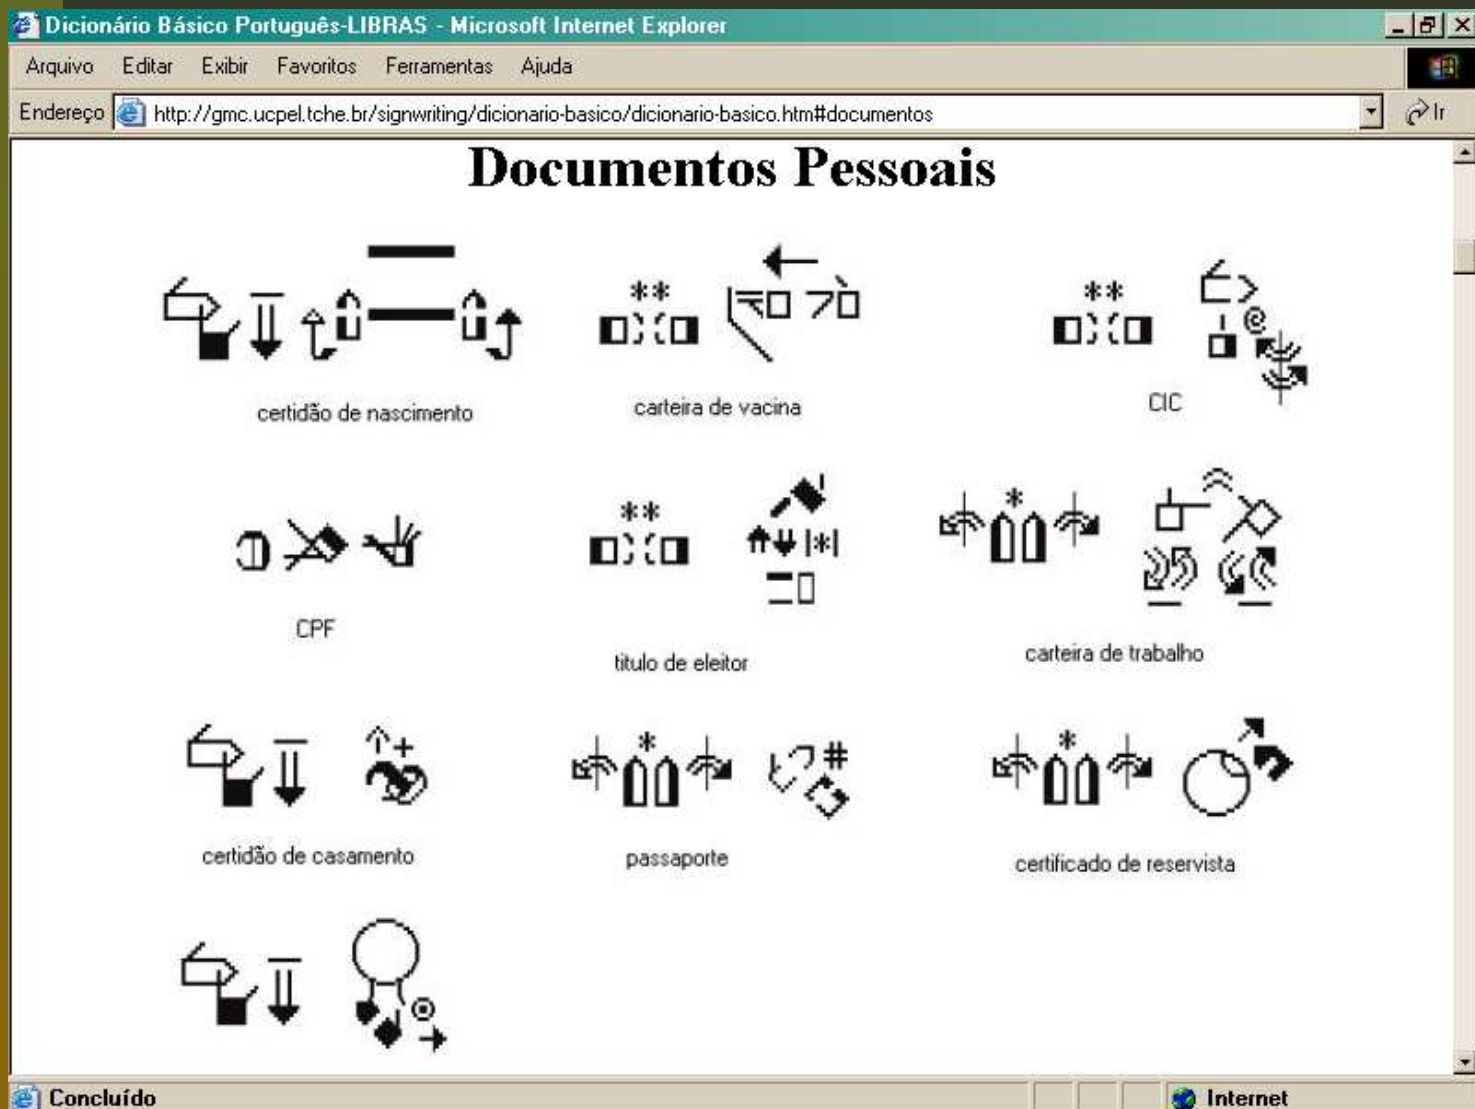 Dicionário Básico Português-LIBRAS - Microsoft Internet Explorer
Arquivo Editar Exibir Favoritos Ferramentas Ajuda
Endereço http://gmc.ucpel.tche.br/signwriting/dicionario-basico/dicionario-basico.htm#documentos Ir
Documentos Pessoais
certidão de nascimento carteira de vacina CIC
CPF titulo de eleitor carteira de trabalho
certidão de casamento passaporte certificado de reservista
Concluído Internet